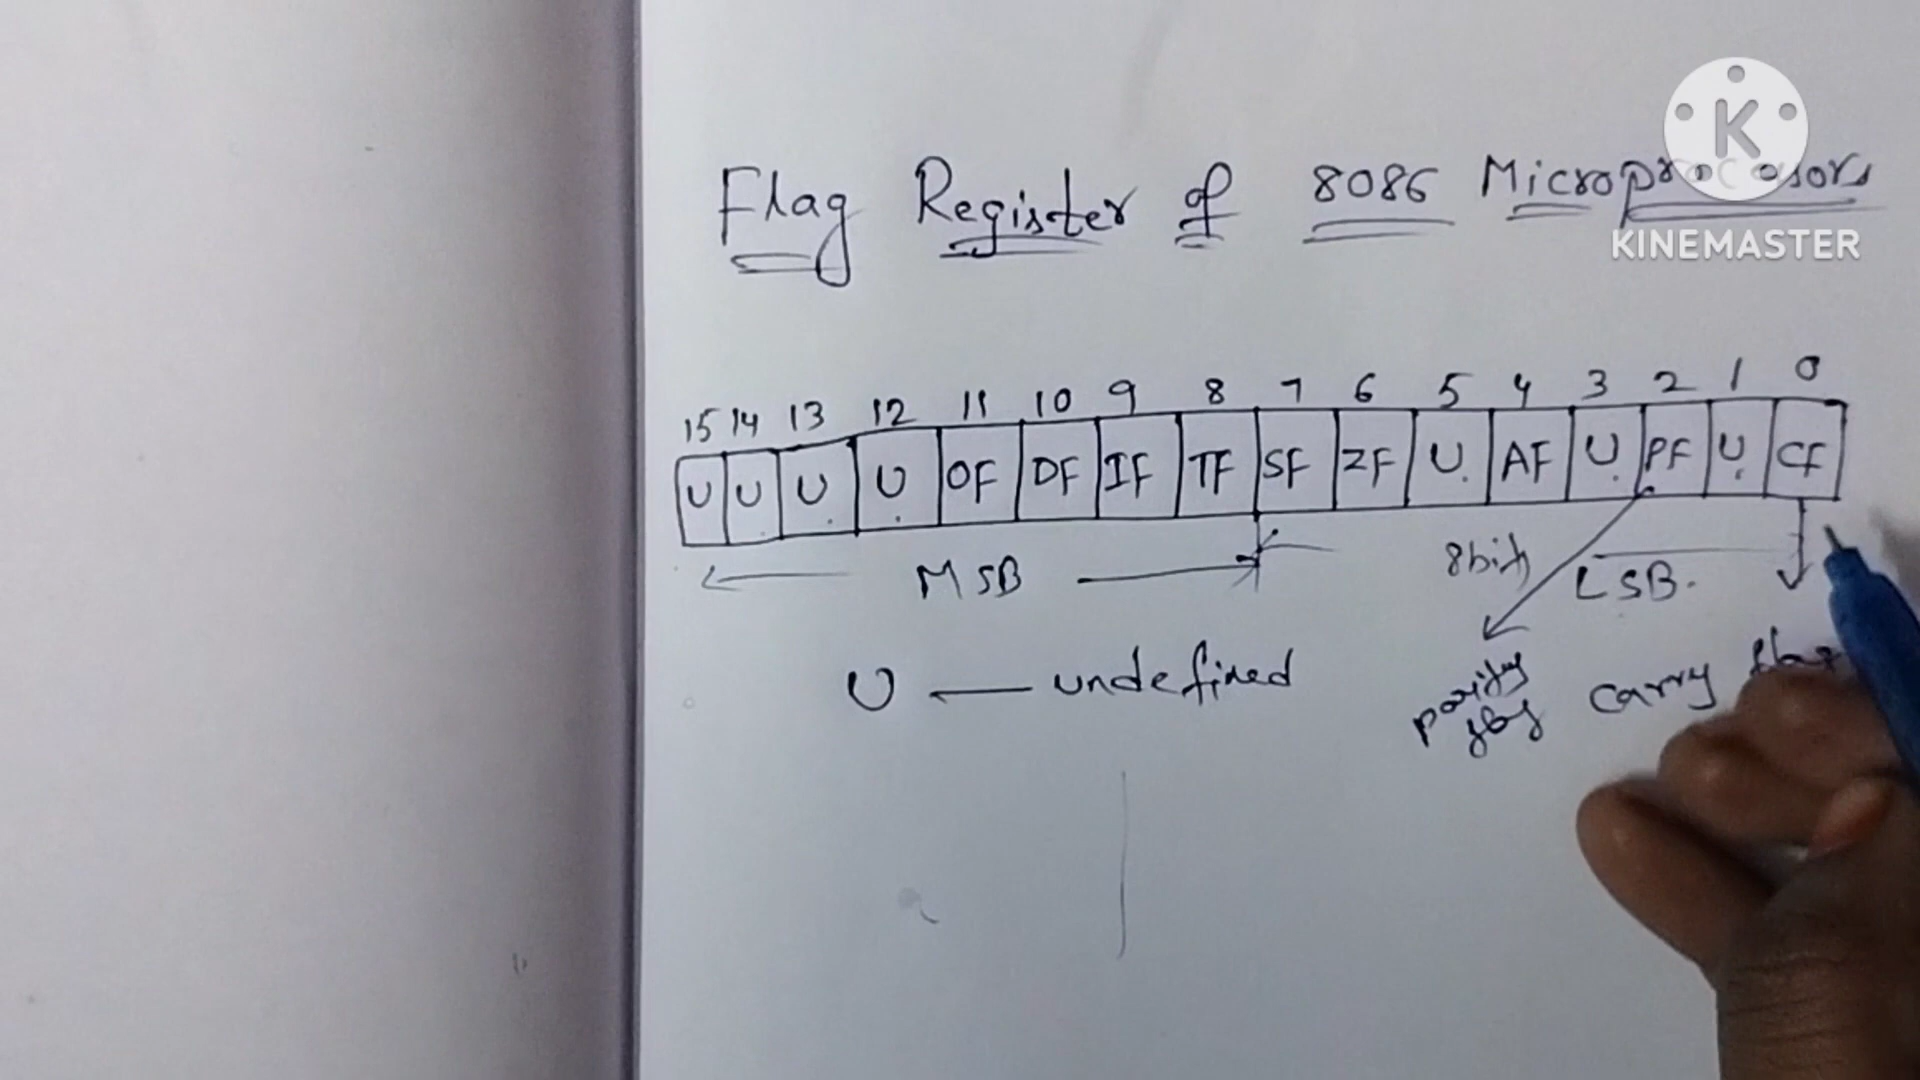 Flag Register of 8086 Microprocessors
K
KINEMASTER
15 14 13 12 11 10 9 8 7 6 5 4 3 2 1 0
U U U U OF DF IF TF SF ZF U AF U PF U CF
MSB 8bit LSB.
U — undefined
parity carry flag